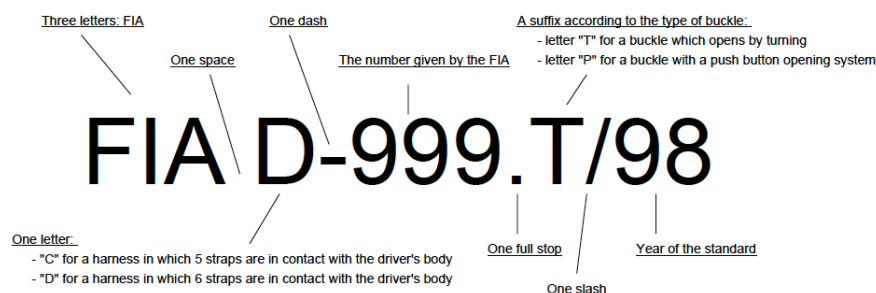 Three letters: FIA
One space
One dash
The number given by the FIA
A suffix according to the type of buckle:
- letter "T" for a buckle which opens by turning
- letter "P" for a buckle with a push button opening system
FIA D-999.T/98
One letter:
- "C" for a harness in which 5 straps are in contact with the driver's body
- "D" for a harness in which 6 straps are in contact with the driver's body
One full stop
One slash
Year of the standard